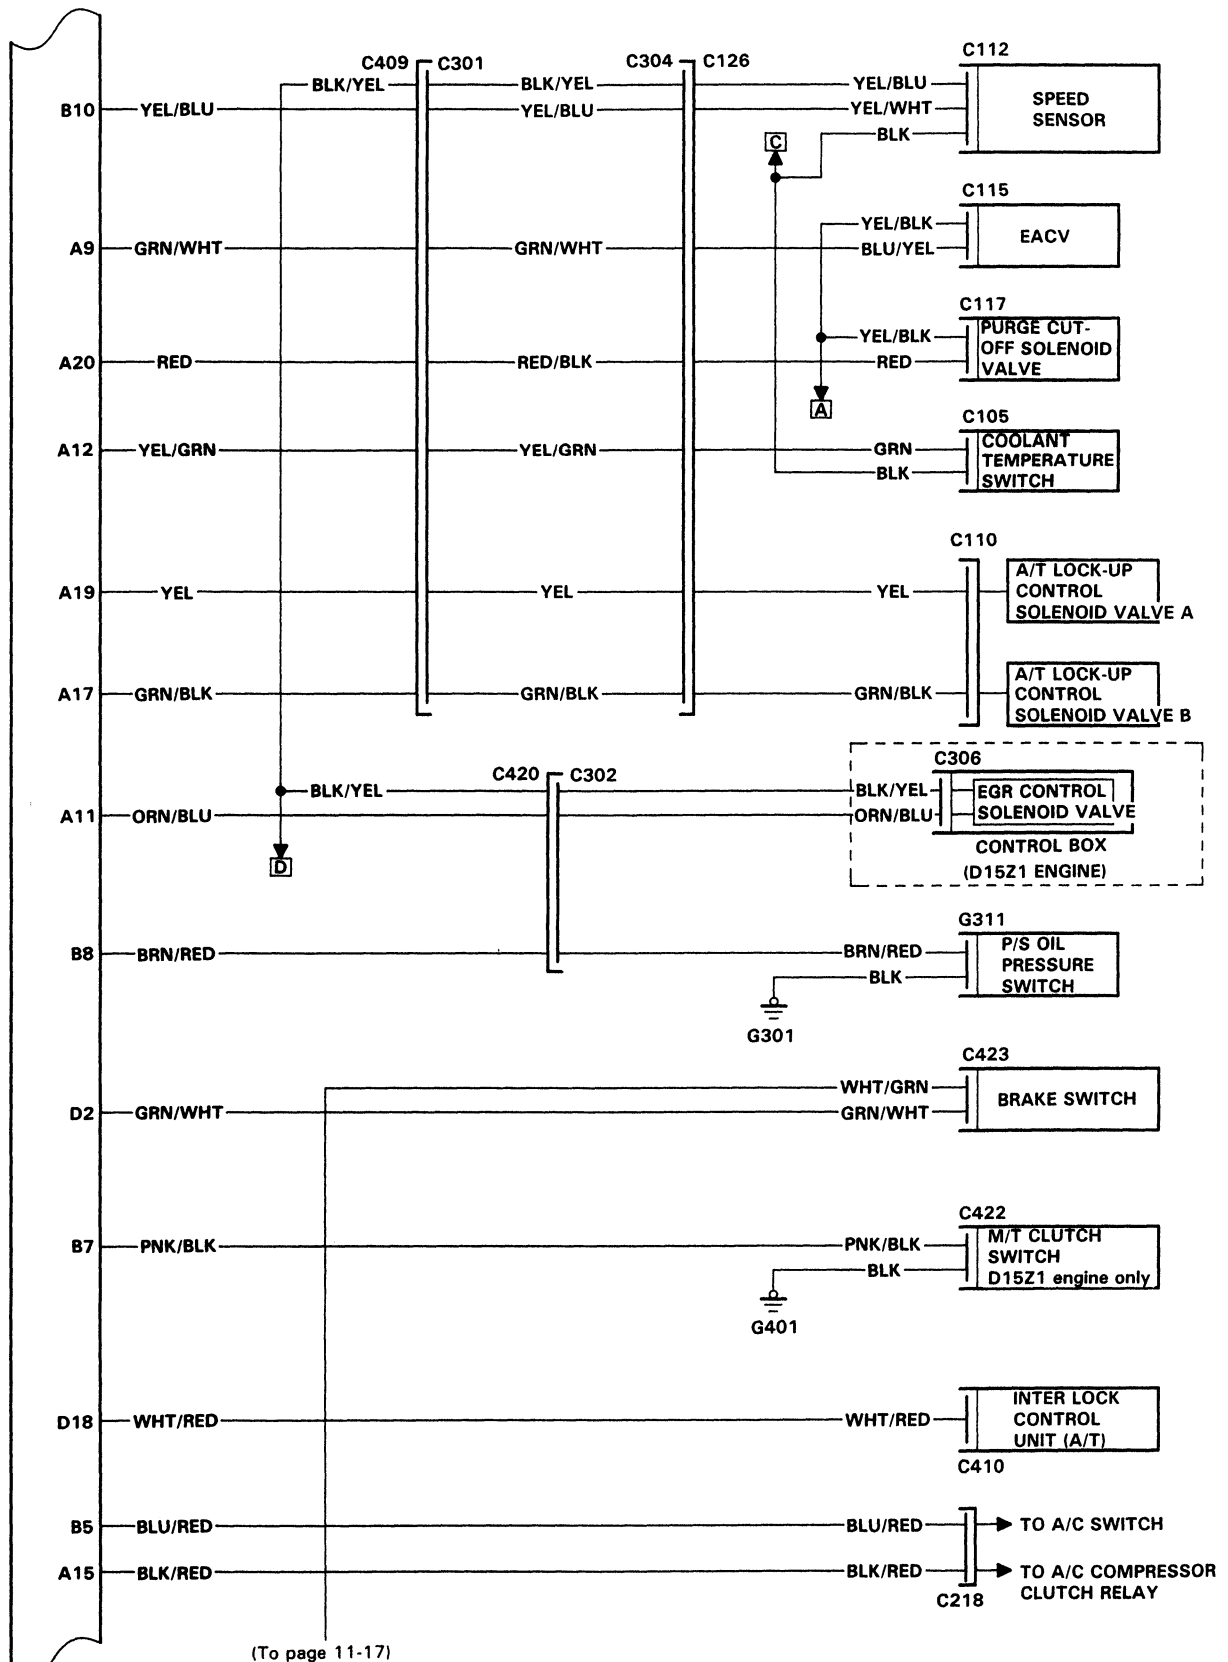 C409 C301 C304 C126 C112
BLK/YEL BLK/YEL YEL/BLU
B10 YEL/BLU YEL/BLU YEL/WHT
BLK
SPEED
SENSOR
C
C115
YEL/BLK
A9 GRN/WHT GRN/WHT BLU/YEL
EACV
C117
YEL/BLK
A20 RED RED/BLK RED
PURGE CUT-
OFF SOLENOID
VALVE
A
C105
A12 YEL/GRN YEL/GRN GRN
BLK
COOLANT
TEMPERATURE
SWITCH
C110
A19 YEL YEL YEL
A/T LOCK-UP
CONTROL
SOLENOID VALVE A
A17 GRN/BLK GRN/BLK GRN/BLK
A/T LOCK-UP
CONTROL
SOLENOID VALVE B
C420 C302 C306
BLK/YEL BLK/YEL
A11 ORN/BLU ORN/BLU
EGR CONTROL
SOLENOID VALVE
CONTROL BOX
(D15Z1 ENGINE)
D
G311
B8 BRN/RED BRN/RED
BLK
P/S OIL
PRESSURE
SWITCH
G301
C423
WHT/GRN
D2 GRN/WHT GRN/WHT
BRAKE SWITCH
C422
B7 PNK/BLK PNK/BLK
BLK
M/T CLUTCH
SWITCH
D15Z1 engine only
G401
D18 WHT/RED WHT/RED
INTER LOCK
CONTROL
UNIT (A/T)
C410
B5 BLU/RED BLU/RED TO A/C SWITCH
A15 BLK/RED BLK/RED TO A/C COMPRESSOR
CLUTCH RELAY
C218
(To page 11-17)